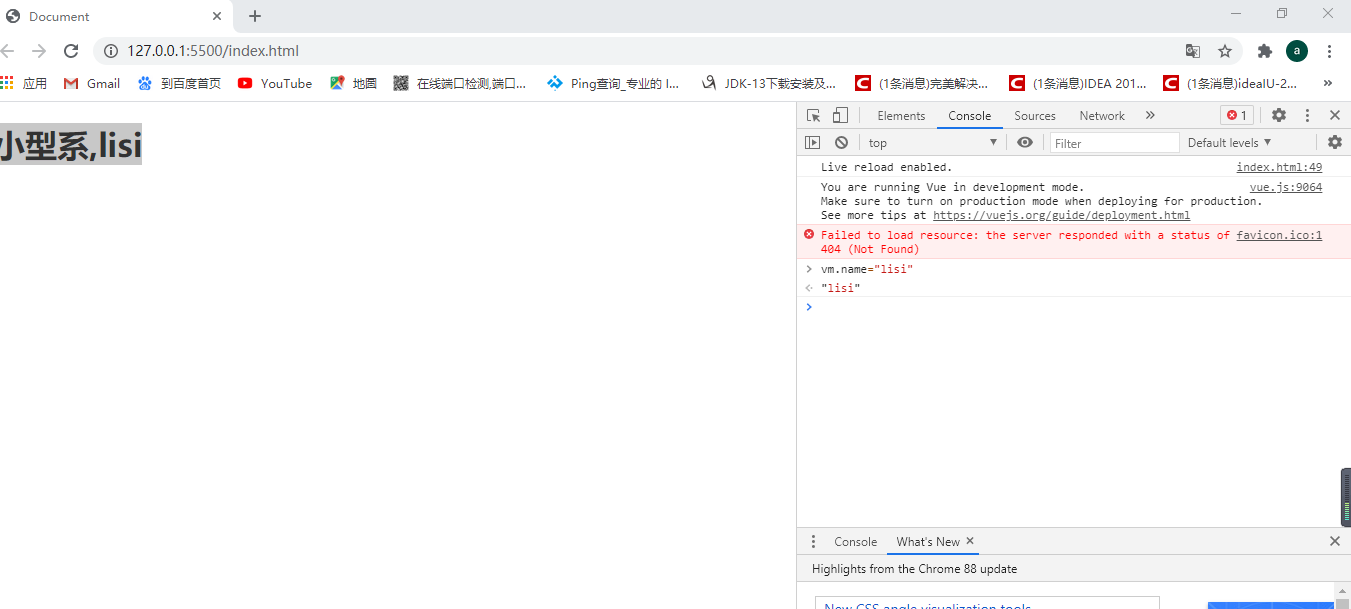 Document
127.0.0.1:5500/index.html
a
应用 Gmail 到百度首页 YouTube 地图 在线端口检测,端口... Ping查询_专业的 I... JDK-13下载安装及... (1条消息)完美解决... (1条消息)IDEA 201... (1条消息)ideaIU-2... »
小型系,lisi
Elements Console Sources Network » 1
top Filter Default levels
Live reload enabled. index.html:49
You are running Vue in development mode. vue.js:9064
Make sure to turn on production mode when deploying for production.
See more tips at https://vuejs.org/guide/deployment.html
Failed to load resource: the server responded with a status of favicon.ico:1
404 (Not Found)
vm.name="lisi"
"lisi"
Console What's New
Highlights from the Chrome 88 update
New CSS angle visualization tools